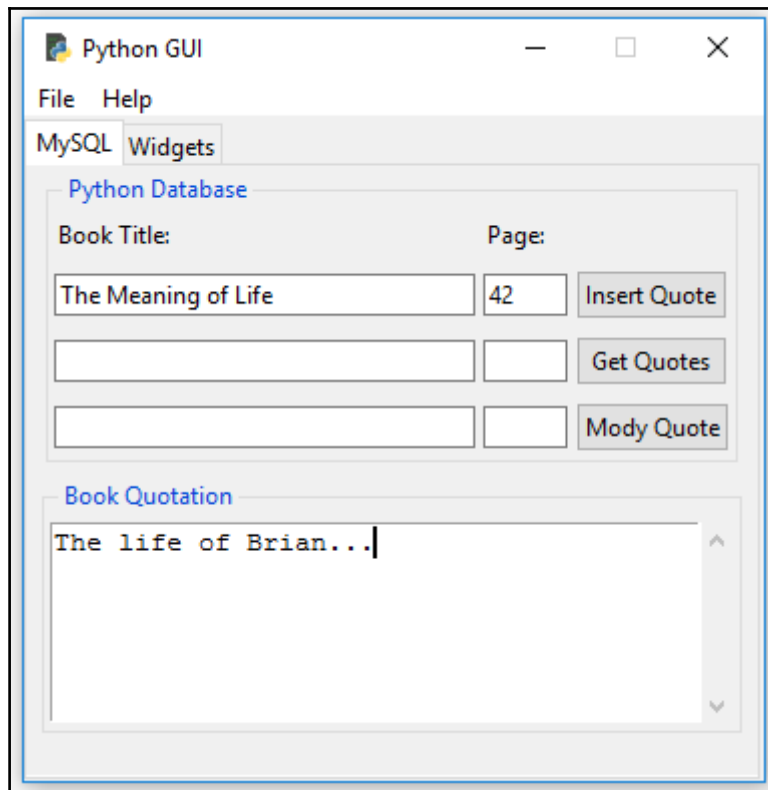 Python GUI
File Help
MySQL Widgets
Python Database
Book Title: Page:
The Meaning of Life 42 Insert Quote
Get Quotes
Mody Quote
Book Quotation
The life of Brian...